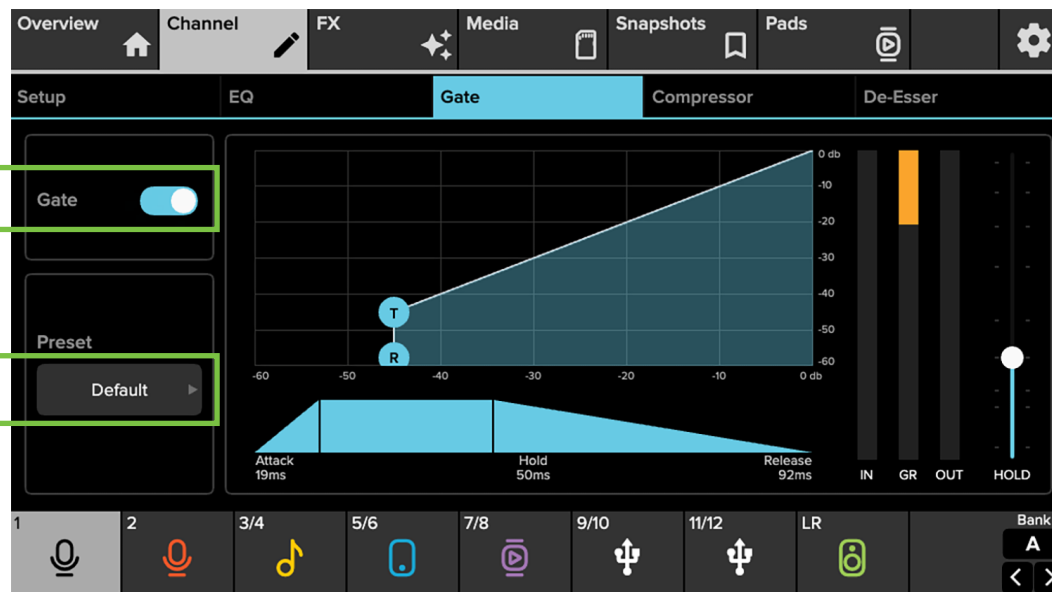 Overview
Channel
FX
Media
Snapshots
Pads
Setup
EQ
Gate
Compressor
De-Esser
Gate
Preset
Default
T
R
0 db
-10
-20
-30
-40
-50
-60
-60
-50
-40
-30
-20
-10
0 db
Attack
19ms
Hold
50ms
Release
92ms
IN
GR
OUT
HOLD
1
2
3/4
5/6
7/8
9/10
11/12
LR
Bank
A